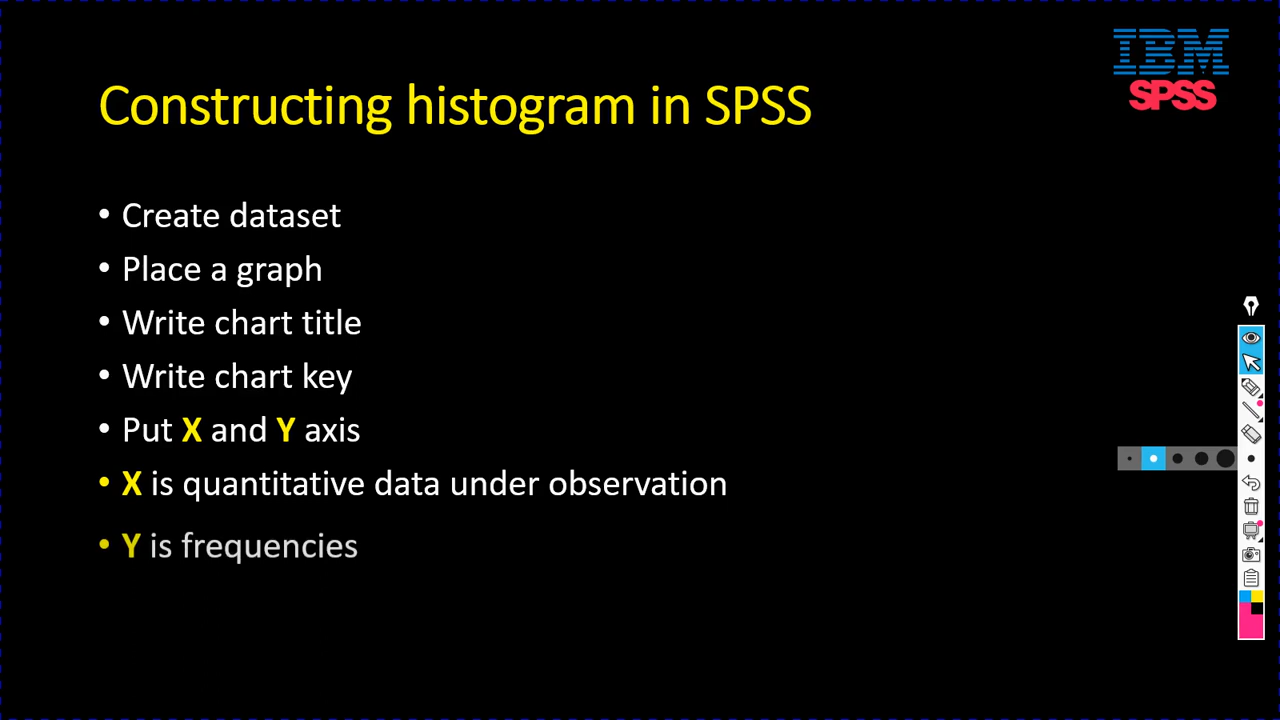 IBM
SPSS
Constructing histogram in SPSS
• Create dataset
• Place a graph
• Write chart title
• Write chart key
• Put X and Y axis
• X is quantitative data under observation
• Y is frequencies